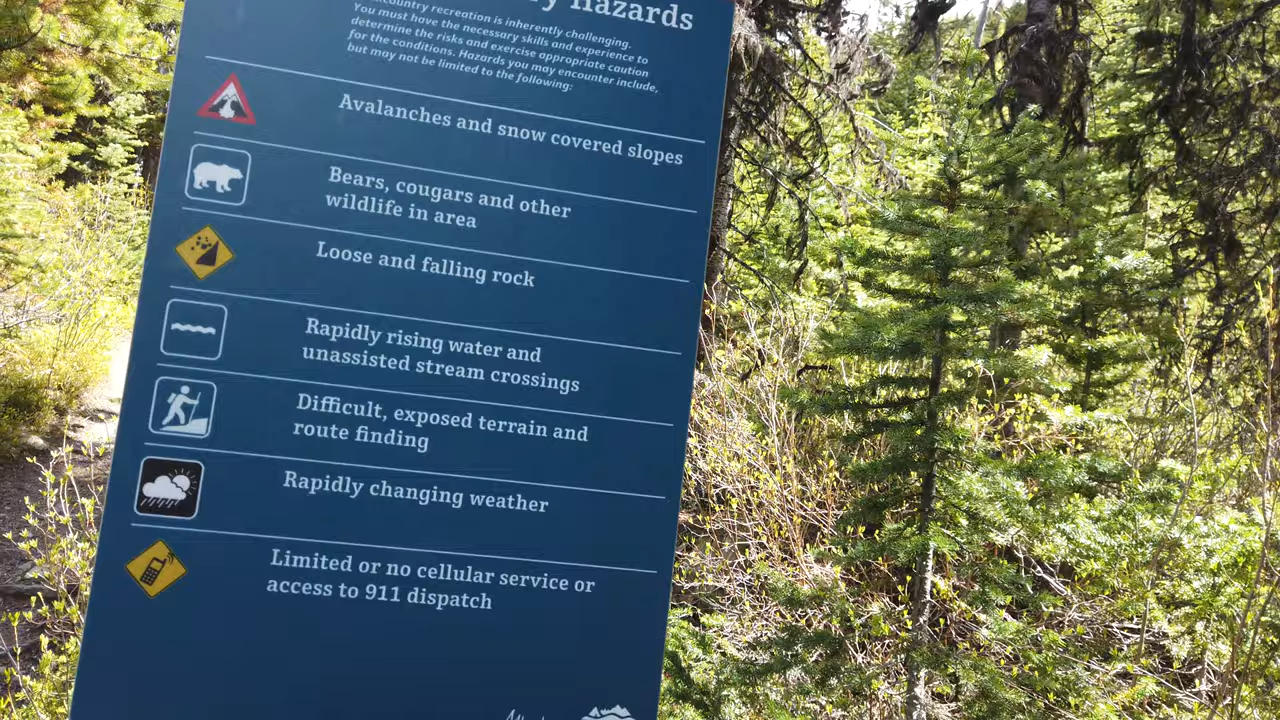 Hazards
country recreation is inherently challenging.
You must have the necessary skills and experience to
determine the risks and exercise appropriate caution
for the conditions. Hazards you may encounter include,
but may not be limited to the following:
Avalanches and snow covered slopes
Bears, cougars and other
wildlife in area
Loose and falling rock
Rapidly rising water and
unassisted stream crossings
Difficult, exposed terrain and
route finding
Rapidly changing weather
Limited or no cellular service or
access to 911 dispatch